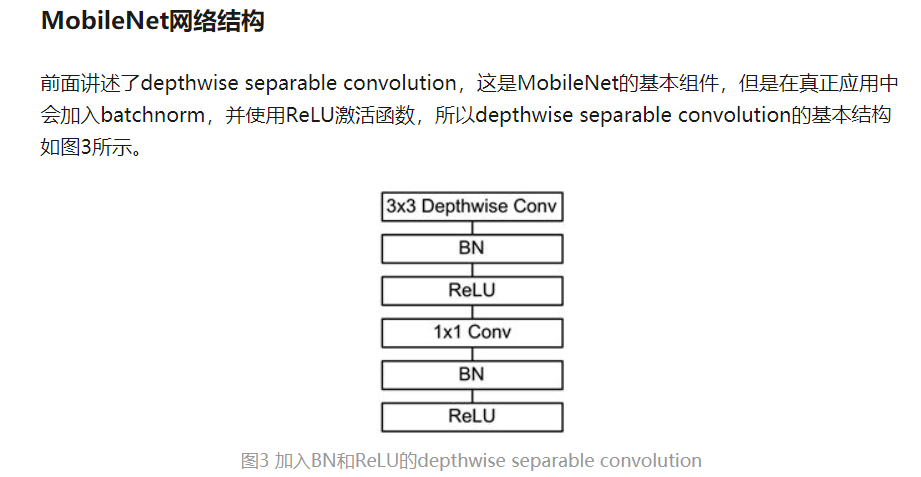 MobileNet网络结构
前面讲述了depthwise separable convolution，这是MobileNet的基本组件，但是在真正应用中
会加入batchnorm，并使用ReLU激活函数，所以depthwise separable convolution的基本结构
如图3所示。
3x3 Depthwise Conv
BN
ReLU
1x1 Conv
BN
ReLU
图3 加入BN和ReLU的depthwise separable convolution